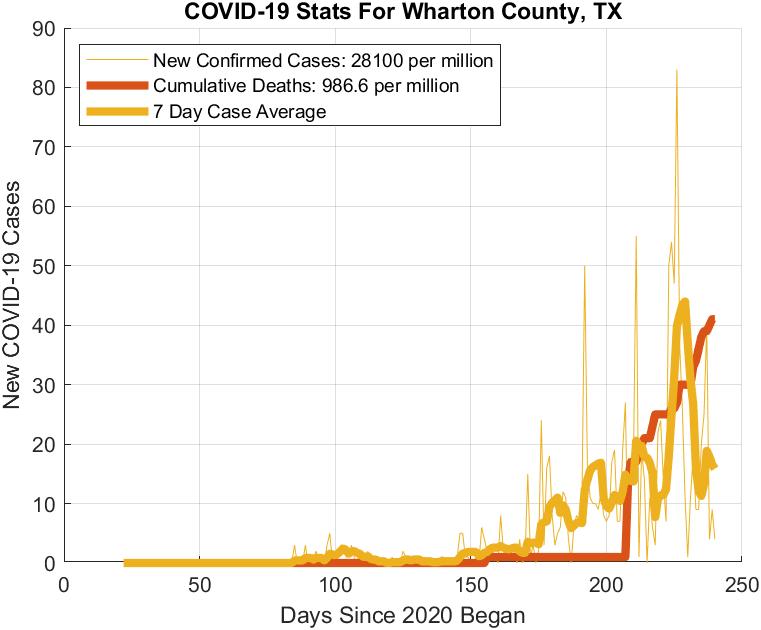 COVID-19 Stats For Wharton County, TX
New Confirmed Cases: 28100 per million
Cumulative Deaths: 986.6 per million
7 Day Case Average
New COVID-19 Cases
90
80
70
60
50
40
30
20
10
0
0 50 100 150 200 250
Days Since 2020 Began